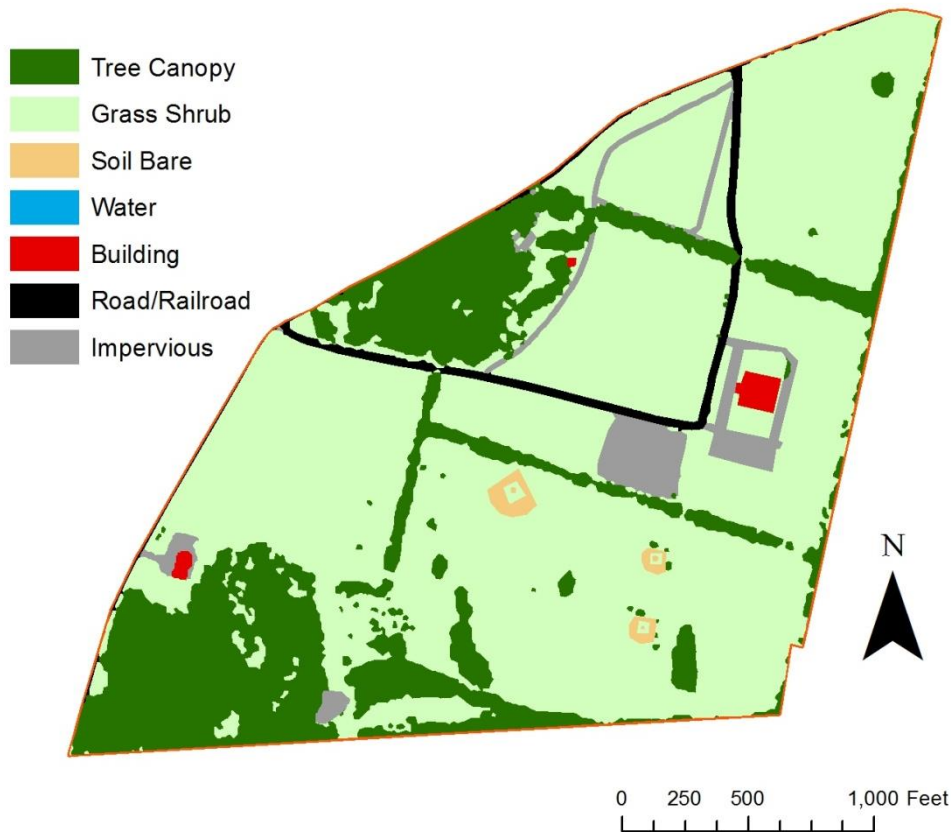 Tree Canopy
Grass Shrub
Soil Bare
Water
Building
Road/Railroad
Impervious
N
0 250 500 1,000 Feet